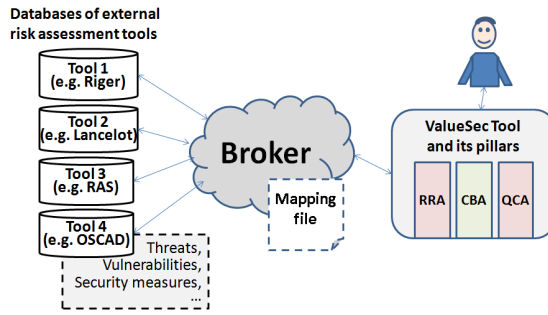 Databases of external
risk assessment tools
Tool 1
(e.g. Riger)
Tool 2
(e.g. Lancelot)
Tool 3
(e.g. RAS)
Tool 4
(e.g. OSCAD)
Threats,
Vulnerabilities,
Security measures,
...
Broker
Mapping
file
ValueSec Tool
and its pillars
RRA
CBA
QCA